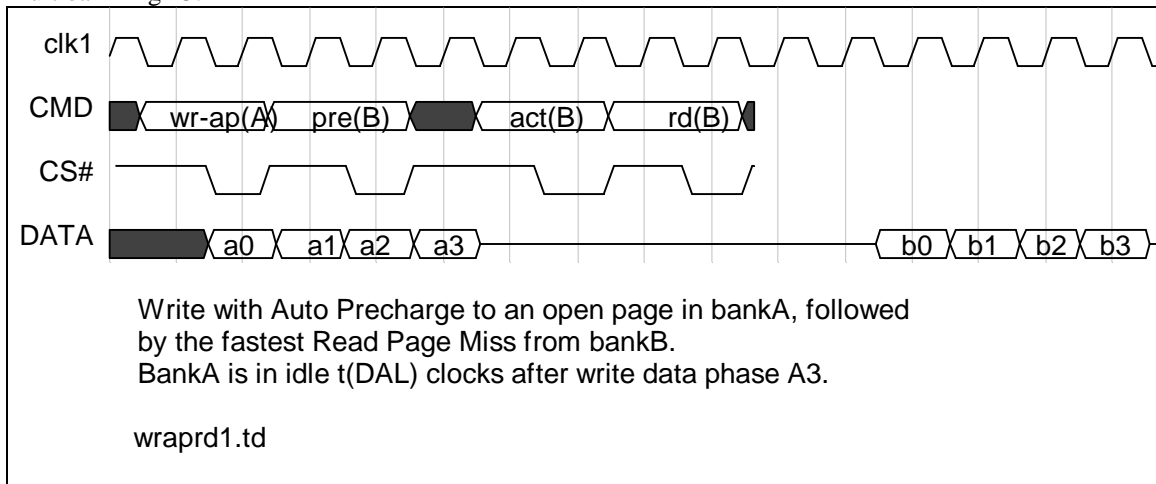 clk1
CMD wr-ap(A) pre(B) act(B) rd(B)
CS#
DATA a0 a1 a2 a3 b0 b1 b2 b3
Write with Auto Precharge to an open page in bankA, followed
by the fastest Read Page Miss from bankB.
BankA is in idle t(DAL) clocks after write data phase A3.
wraprd1.td